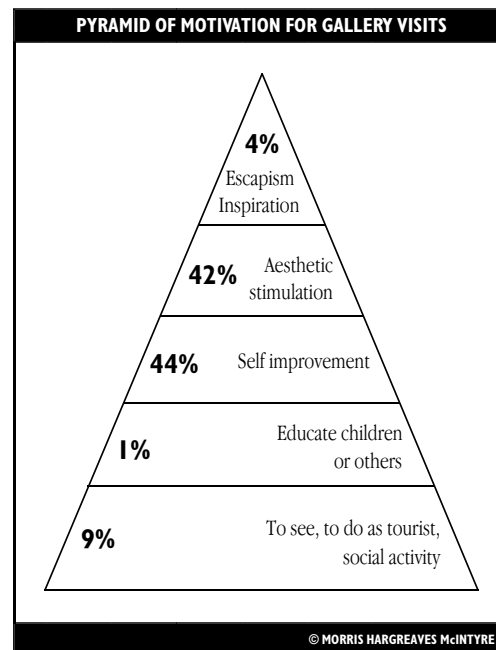 PYRAMID OF MOTIVATION FOR GALLERY VISITS
4%
Escapism
Inspiration
42%
Aesthetic
stimulation
44%
Self improvement
1%
Educate children
or others
9%
To see, to do as tourist,
social activity
© MORRIS HARGREAVES McINTYRE